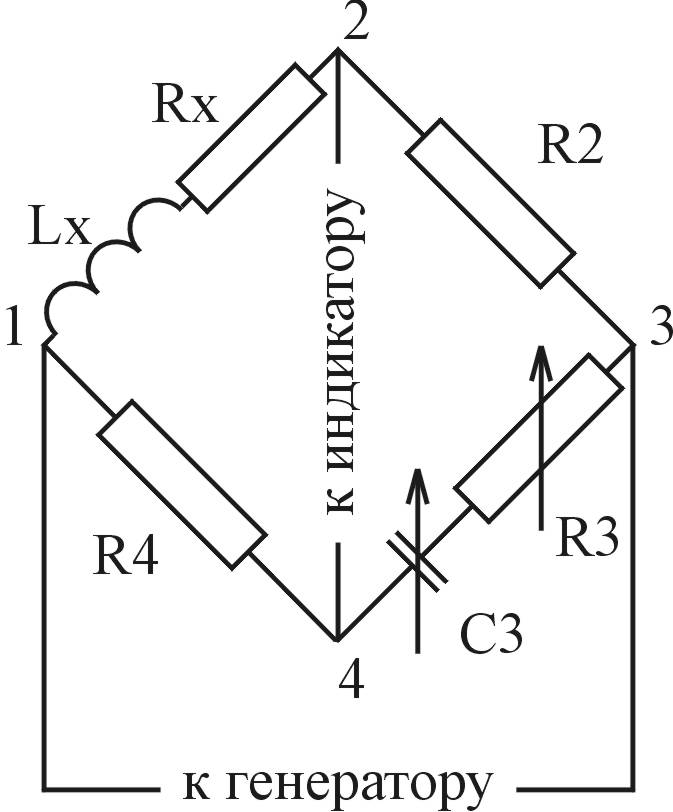 2
Rx
R2
Lx
1
3
к индикатору
R3
R4
C3
4
к генератору